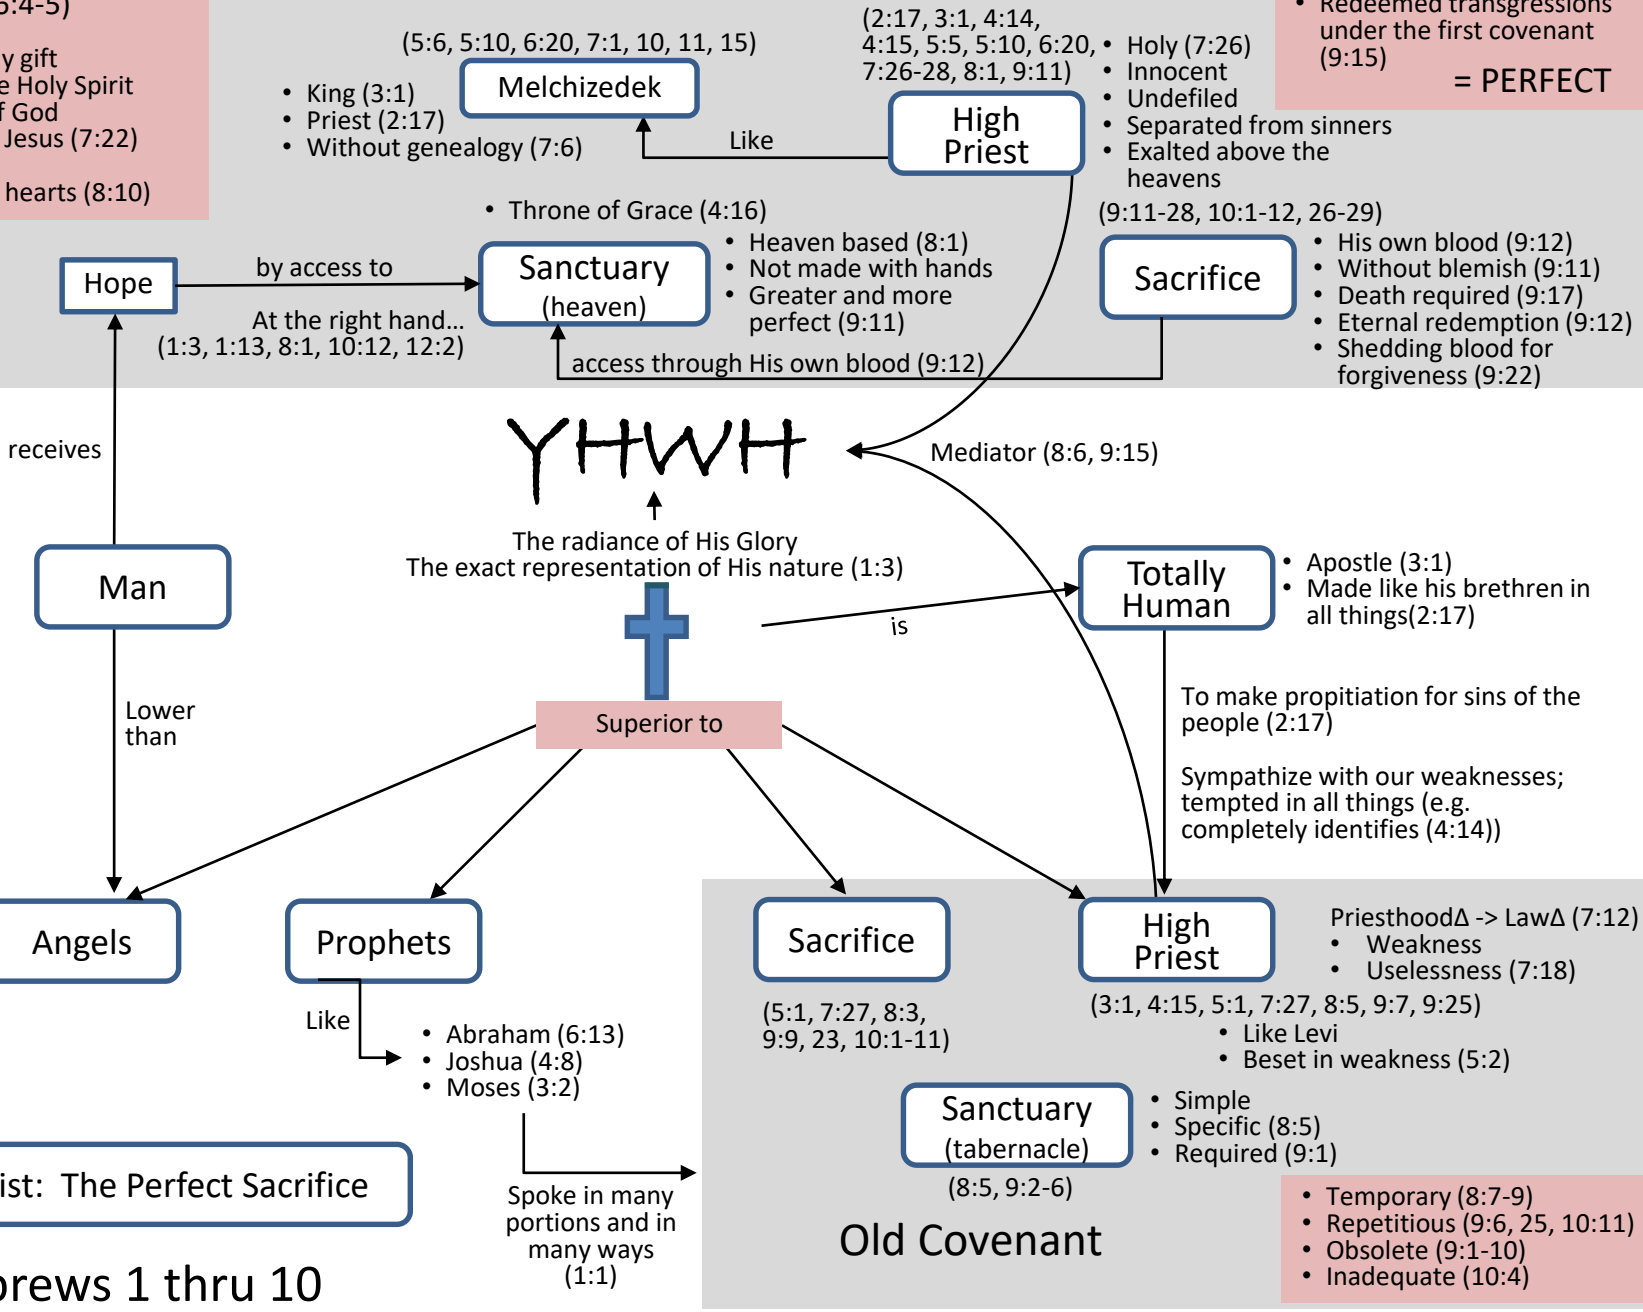 5:4-5)
y gift
e Holy Spirit
f God
Jesus (7:22)
hearts (8:10)
(5:6, 5:10, 6:20, 7:1, 10, 11, 15)
Melchizedek
• King (3:1)
• Priest (2:17)
• Without genealogy (7:6)
Like
(2:17, 3:1, 4:14,
4:15, 5:5, 5:10, 6:20,
7:26-28, 8:1, 9:11)
High
Priest
• Holy (7:26)
• Innocent
• Undefiled
• Separated from sinners
• Exalted above the
heavens
• Redeemed transgressions
under the first covenant
(9:15)
= PERFECT
• Throne of Grace (4:16)
Hope
by access to
Sanctuary
(heaven)
• Heaven based (8:1)
• Not made with hands
• Greater and more
perfect (9:11)
At the right hand…
(1:3, 1:13, 8:1, 10:12, 12:2)
(9:11-28, 10:1-12, 26-29)
Sacrifice
• His own blood (9:12)
• Without blemish (9:11)
• Death required (9:17)
• Eternal redemption (9:12)
• Shedding blood for
forgiveness (9:22)
access through His own blood (9:12)
receives
YHWH
Mediator (8:6, 9:15)
The radiance of His Glory
The exact representation of His nature (1:3)
Man
is
Totally
Human
• Apostle (3:1)
• Made like his brethren in
all things(2:17)
Lower
than
Superior to
To make propitiation for sins of the
people (2:17)
Sympathize with our weaknesses;
tempted in all things (e.g.
completely identifies (4:14))
Angels
Prophets
Like
• Abraham (6:13)
• Joshua (4:8)
• Moses (3:2)
Sacrifice
(5:1, 7:27, 8:3,
9:9, 23, 10:1-11)
High
Priest
PriesthoodΔ -> LawΔ (7:12)
• Weakness
• Uselessness (7:18)
(3:1, 4:15, 5:1, 7:27, 8:5, 9:7, 9:25)
• Like Levi
• Beset in weakness (5:2)
Sanctuary
(tabernacle)
• Simple
• Specific (8:5)
• Required (9:1)
(8:5, 9:2-6)
Old Covenant
• Temporary (8:7-9)
• Repetitious (9:6, 25, 10:11)
• Obsolete (9:1-10)
• Inadequate (10:4)
Spoke in many
portions and in
many ways
(1:1)
ist: The Perfect Sacrifice
brews 1 thru 10